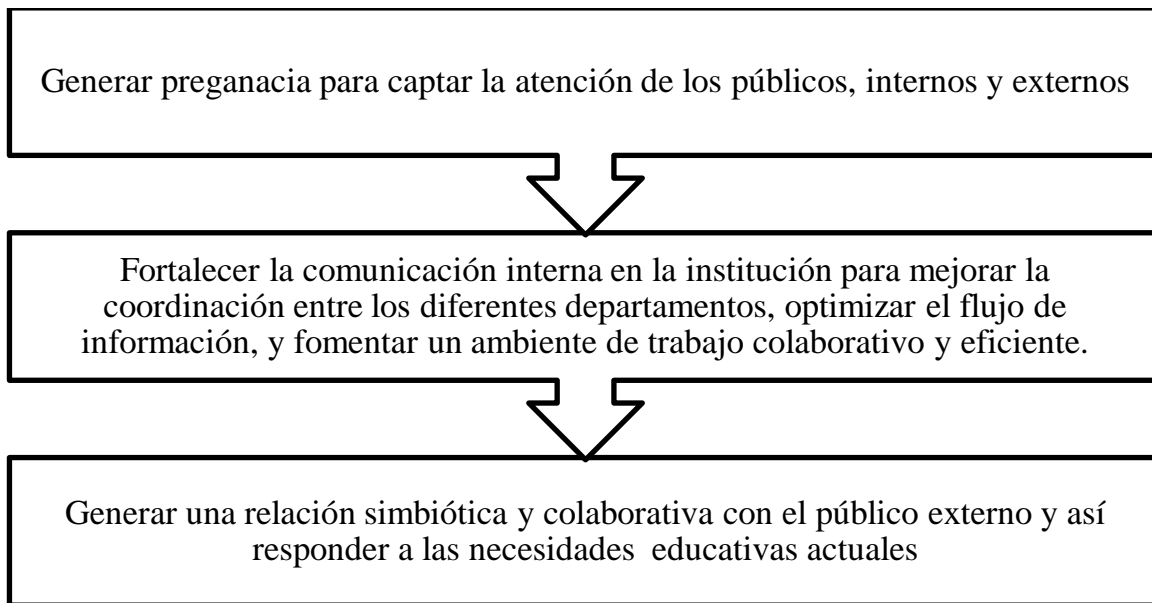 Generar preganacia para captar la atención de los públicos, internos y externos
Fortalecer la comunicación interna en la institución para mejorar la
coordinación entre los diferentes departamentos, optimizar el flujo de
información, y fomentar un ambiente de trabajo colaborativo y eficiente.
Generar una relación simbiótica y colaborativa con el público externo y así
responder a las necesidades  educativas actuales